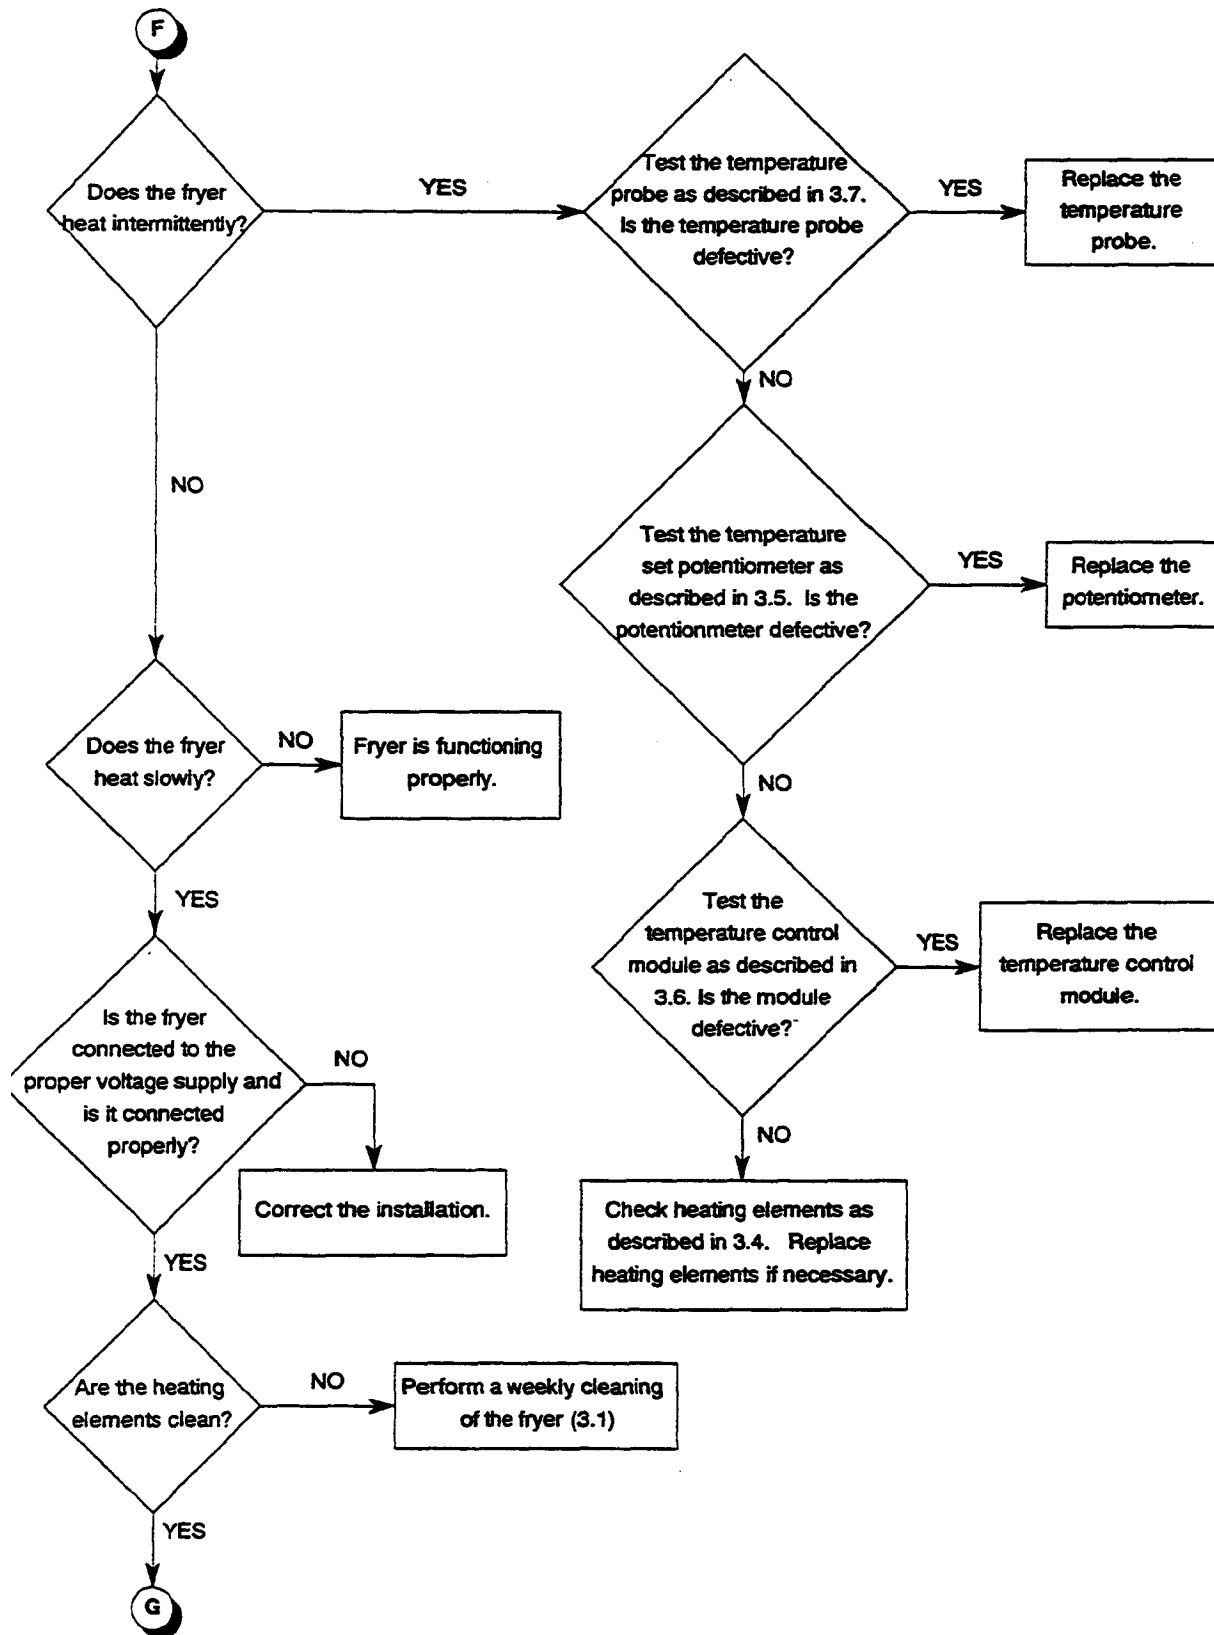 F
Does the fryer
heat intermittently?
YES
Test the temperature
probe as described in 3.7.
Is the temperature probe
defective?
YES
Replace the
temperature
probe.
NO
NO
Test the temperature
set potentiometer as
described in 3.5. Is the
potentionmeter defective?
YES
Replace the
potentiometer.
Does the fryer
heat slowly?
NO
Fryer is functioning
properly.
NO
YES
Test the
temperature control
module as described in
3.6. Is the module
defective?
YES
Replace the
temperature control
module.
Is the fryer
connected to the
proper voltage supply and
is it connected
properly?
NO
Correct the installation.
NO
Check heating elements as
described in 3.4. Replace
heating elements if necessary.
YES
Are the heating
elements clean?
NO
Perform a weekly cleaning
of the fryer (3.1)
YES
G